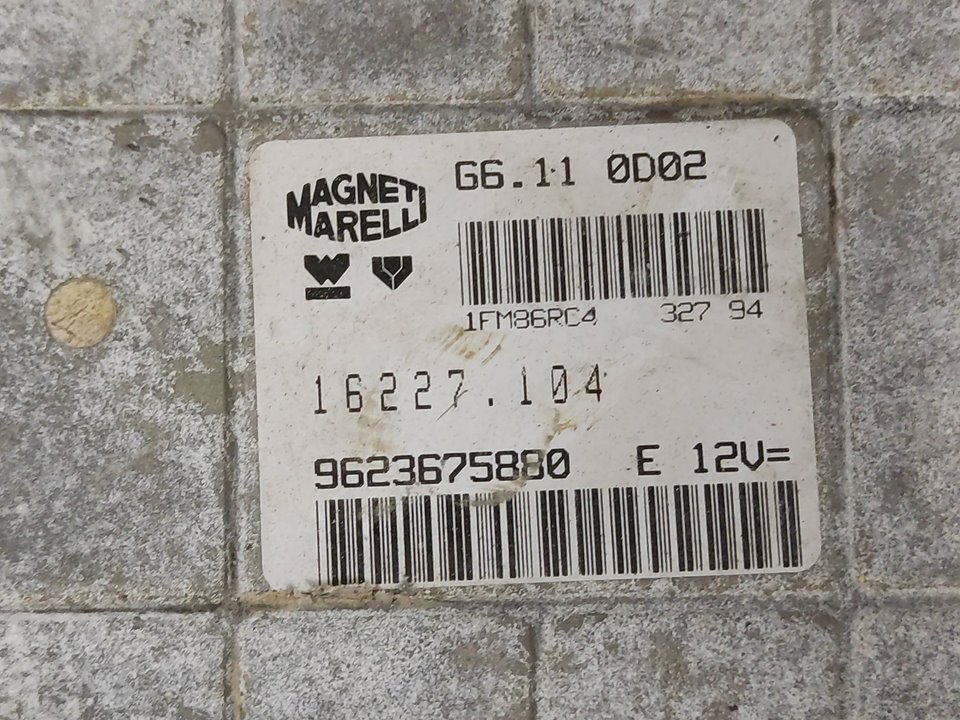 MAGNETI
MARELLI
G6.11 0D02
1FM86RC4 327 94
16227.104
9623675880 E 12V=